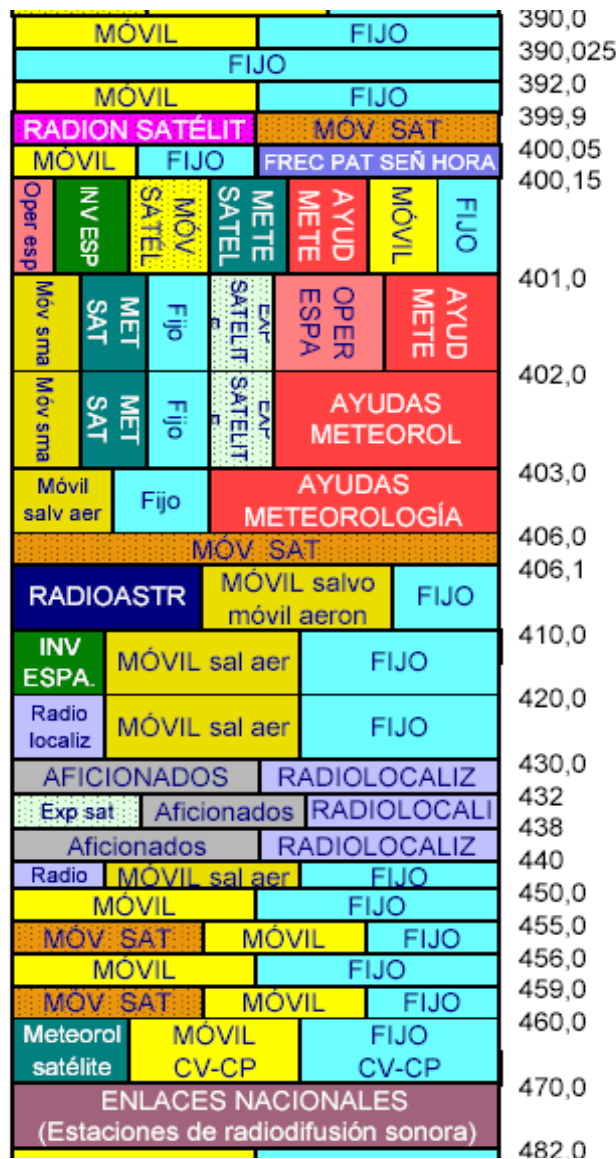 390,0
MÓVIL FIJO
390,025
FIJO
392,0
MÓVIL FIJO
399,9
RADION SATÉLIT MÓV SAT
400,05
MÓVIL FIJO FREC PAT SEÑ HORA
400,15
Oper esp
INV ESP
MÓV
SATÉL
METE
SATEL
AYUD
METE
MÓVIL
FIJO
401,0
Móv sma
MET
SAT
Fijo
SATELIT
OPER
ESPA
AYUD
METE
402,0
Móv sma
MET
SAT
Fijo
SATELIT
AYUDAS
METEOROL
403,0
Móvil
salv aer
Fijo
AYUDAS
METEOROLOGÍA
406,0
MÓV SAT
406,1
RADIOASTR
MÓVIL salvo
móvil aeron
FIJO
410,0
INV
ESPA.
MÓVIL sal aer
FIJO
420,0
Radio
localiz
MÓVIL sal aer
FIJO
430,0
AFICIONADOS RADIOLOCALIZ
432
Exp sat Aficionados RADIOLOCALI
438
Aficionados RADIOLOCALIZ
440
Radio MÓVIL sal aer FIJO
450,0
MÓVIL FIJO
455,0
MÓV SAT MÓVIL FIJO
456,0
MÓVIL FIJO
459,0
MÓV SAT MÓVIL FIJO
460,0
Meteorol
satélite
MÓVIL
CV-CP
FIJO
CV-CP
470,0
ENLACES NACIONALES
(Estaciones de radiodifusión sonora)
482,0